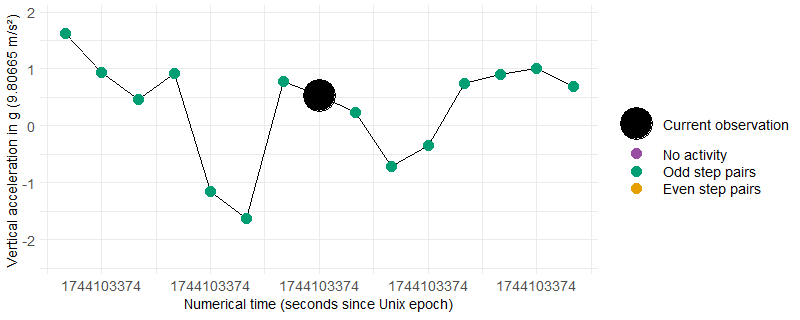 Vertical acceleration in g (9.80665 m/s²)
2
1
0
-1
-2
1744103374
1744103374
1744103374
1744103374
1744103374
Numerical time (seconds since Unix epoch)
Current observation
No activity
Odd step pairs
Even step pairs